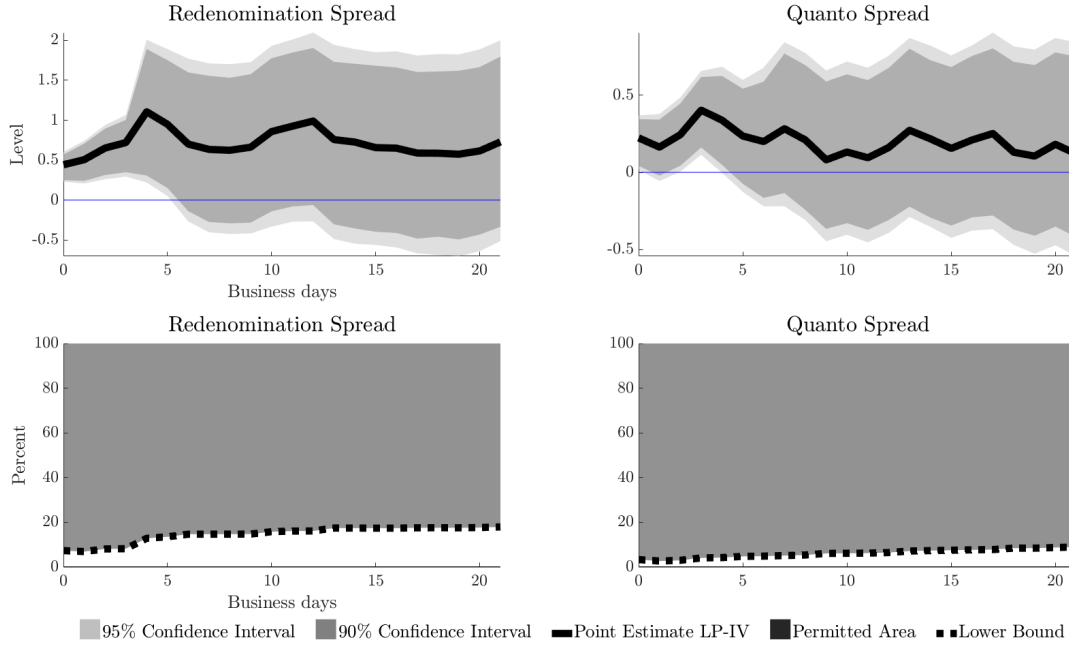 Redenomination Spread
Quanto Spread
Level
2
1.5
1
0.5
0
-0.5
0 5 10 15 20
Business days
0.5
0
-0.5
0 5 10 15 20
Redenomination Spread
Quanto Spread
Percent
100
80
60
40
20
0
0 5 10 15 20
Business days
100
80
60
40
20
0
0 5 10 15 20
95% Confidence Interval 90% Confidence Interval Point Estimate LP-IV Permitted Area Lower Bound